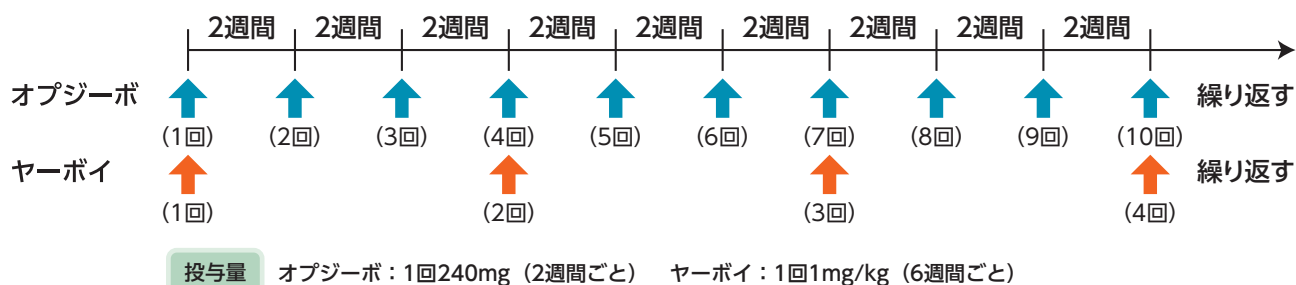 2週間 2週間 2週間 2週間 2週間 2週間 2週間 2週間 2週間
オプジーボ 繰り返す
(1回) (2回) (3回) (4回) (5回) (6回) (7回) (8回) (9回) (10回)
ヤーボイ 繰り返す
(1回) (2回) (3回) (4回)
投与量 オプジーボ：1回240mg（2週間ごと） ヤーボイ：1回1mg/kg（6週間ごと）